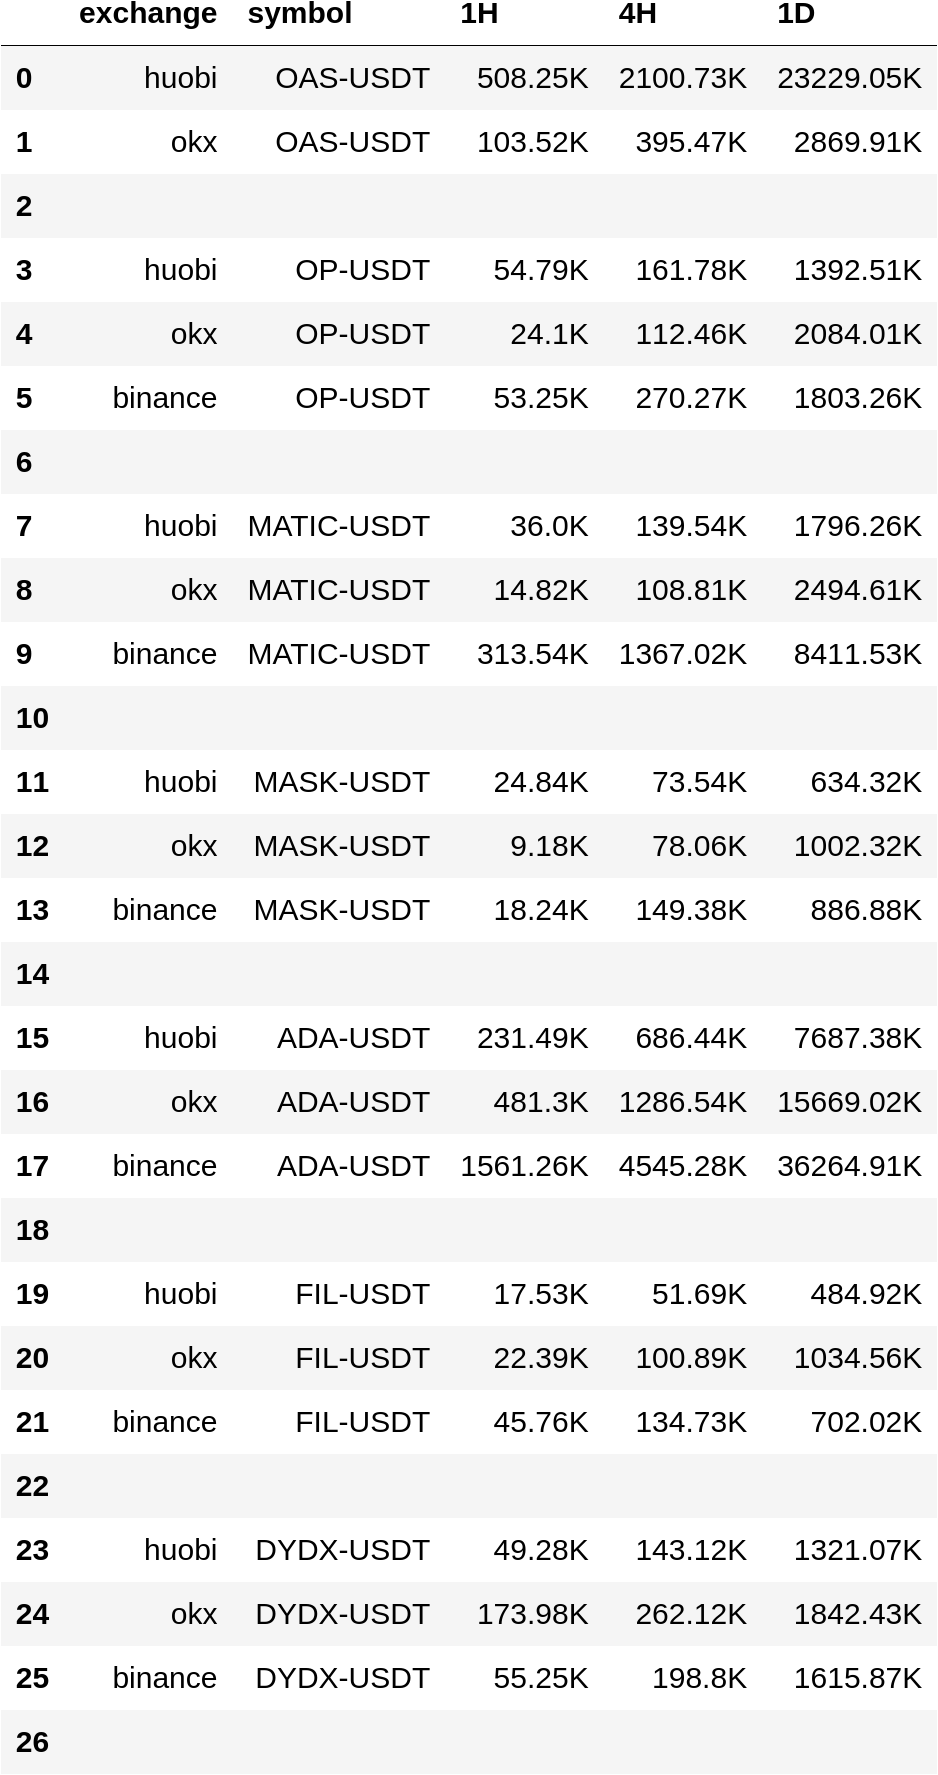 exchange symbol 1H 4H 1D
0 huobi OAS-USDT 508.25K 2100.73K 23229.05K
1 okx OAS-USDT 103.52K 395.47K 2869.91K
2
3 huobi OP-USDT 54.79K 161.78K 1392.51K
4 okx OP-USDT 24.1K 112.46K 2084.01K
5 binance OP-USDT 53.25K 270.27K 1803.26K
6
7 huobi MATIC-USDT 36.0K 139.54K 1796.26K
8 okx MATIC-USDT 14.82K 108.81K 2494.61K
9 binance MATIC-USDT 313.54K 1367.02K 8411.53K
10
11 huobi MASK-USDT 24.84K 73.54K 634.32K
12 okx MASK-USDT 9.18K 78.06K 1002.32K
13 binance MASK-USDT 18.24K 149.38K 886.88K
14
15 huobi ADA-USDT 231.49K 686.44K 7687.38K
16 okx ADA-USDT 481.3K 1286.54K 15669.02K
17 binance ADA-USDT 1561.26K 4545.28K 36264.91K
18
19 huobi FIL-USDT 17.53K 51.69K 484.92K
20 okx FIL-USDT 22.39K 100.89K 1034.56K
21 binance FIL-USDT 45.76K 134.73K 702.02K
22
23 huobi DYDX-USDT 49.28K 143.12K 1321.07K
24 okx DYDX-USDT 173.98K 262.12K 1842.43K
25 binance DYDX-USDT 55.25K 198.8K 1615.87K
26